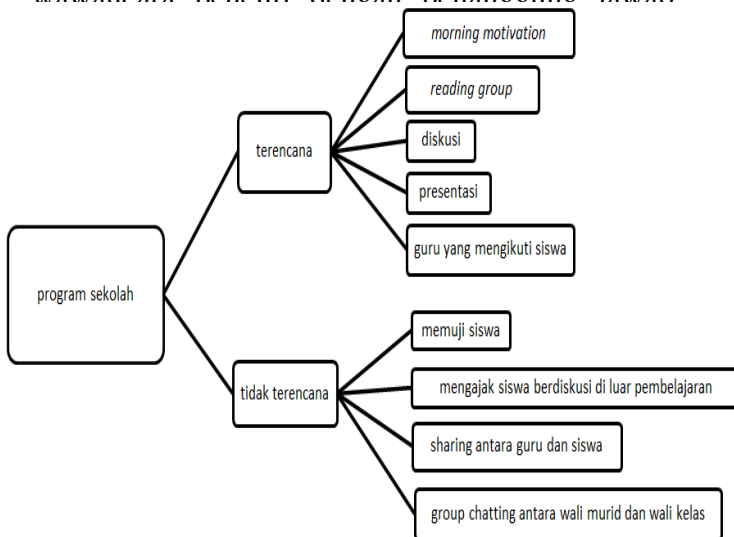 morning motivation
reading group
terencana
diskusi
presentasi
guru yang mengikuti siswa
program sekolah
memuji siswa
tidak terencana
mengajak siswa berdiskusi di luar pembelajaran
sharing antara guru dan siswa
group chatting antara wali murid dan wali kelas